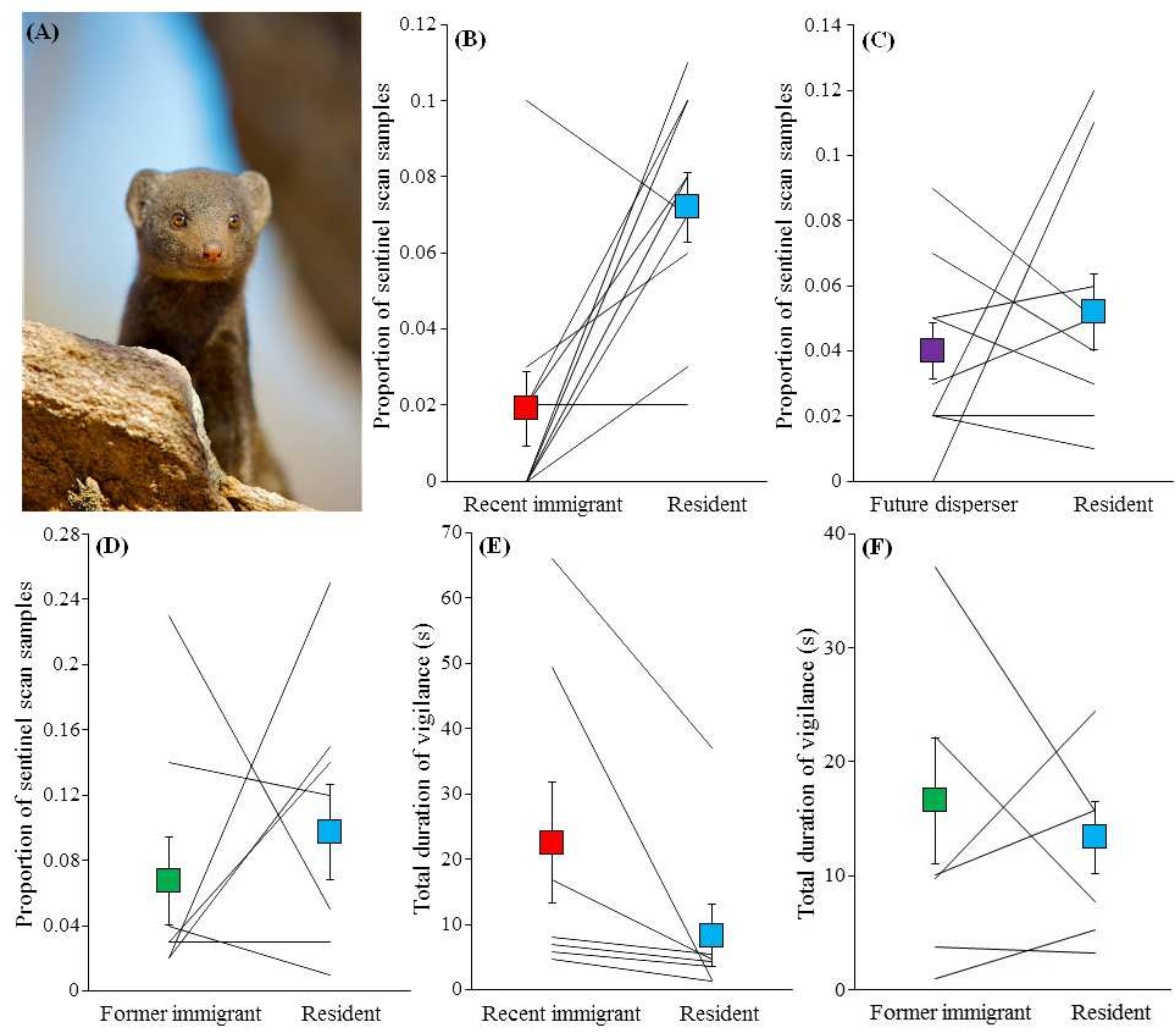 (A)
(B)
Proportion of sentinel scan samples
0.12
0.1
0.08
0.06
0.04
0.02
0
Recent immigrant
Resident
(C)
Proportion of sentinel scan samples
0.14
0.12
0.1
0.08
0.06
0.04
0.02
0
Future disperser
Resident
(D)
Proportion of sentinel scan samples
0.28
0.24
0.2
0.16
0.12
0.08
0.04
0
Former immigrant
Resident
(E)
Total duration of vigilance (s)
70
60
50
40
30
20
10
0
Recent immigrant
Resident
(F)
Total duration of vigilance (s)
40
30
20
10
0
Former immigrant
Resident